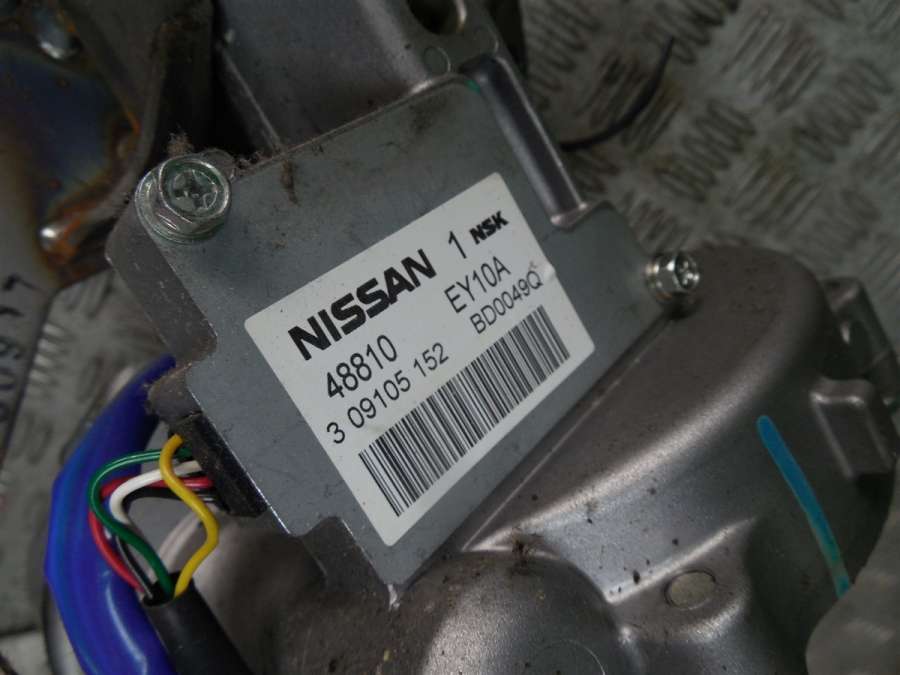 NISSAN 1 NSK
48810 EY10A
3 09105 152 BD0049Q